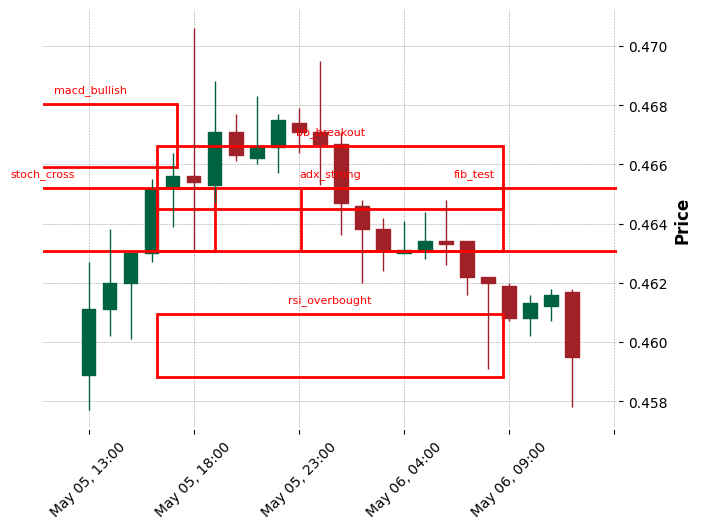 macd_bullish
bb_breakout
stoch_cross
adx_strong
fib_test
rsi_overbought
0.470
0.468
0.466
0.464
0.462
0.460
0.458
Price
May 05, 13:00
May 05, 18:00
May 05, 23:00
May 06, 04:00
May 06, 09:00